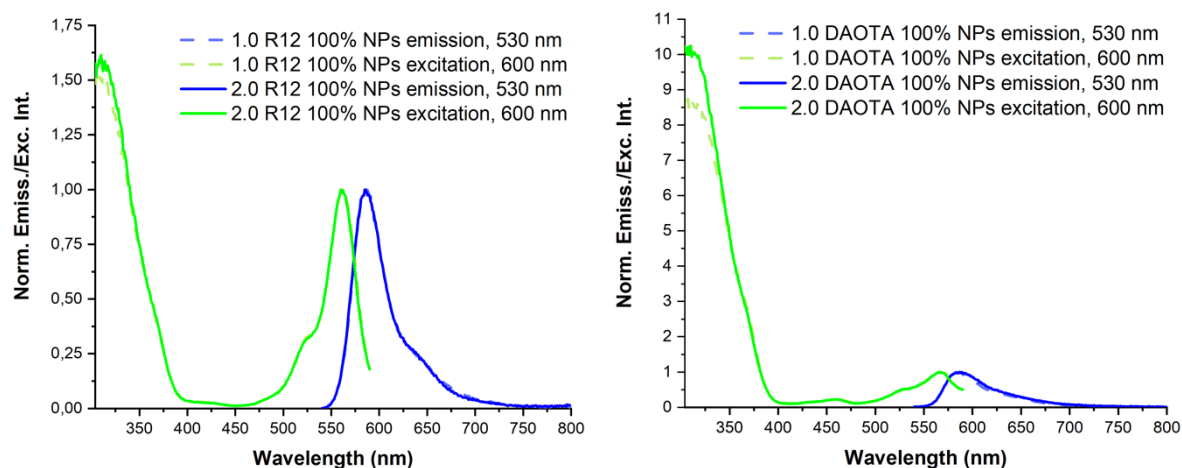 1.0 R12 100% NPs emission, 530 nm
1.0 R12 100% NPs excitation, 600 nm
2.0 R12 100% NPs emission, 530 nm
2.0 R12 100% NPs excitation, 600 nm
Norm. Emiss./Exc. Int.
1,75
1,50
1,25
1,00
0,75
0,50
0,25
0,00
350 400 450 500 550 600 650 700 750 800
Wavelength (nm)
1.0 DAOTA 100% NPs emission, 530 nm
1.0 DAOTA 100% NPs excitation, 600 nm
2.0 DAOTA 100% NPs emission, 530 nm
2.0 DAOTA 100% NPs excitation, 600 nm
Norm. Emiss./Exc. Int.
11
10
9
8
7
6
5
4
3
2
1
0
350 400 450 500 550 600 650 700 750 800
Wavelength (nm)